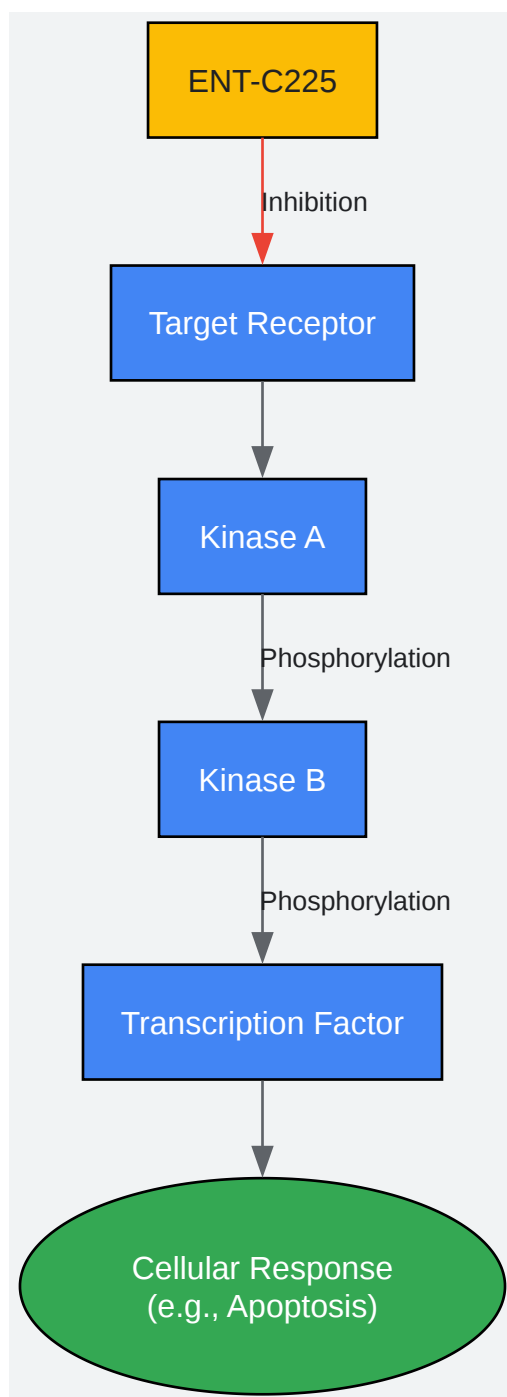 ENT-C225
Inhibition
Target Receptor
Kinase A
Phosphorylation
Kinase B
Phosphorylation
Transcription Factor
Cellular Response
(e.g., Apoptosis)